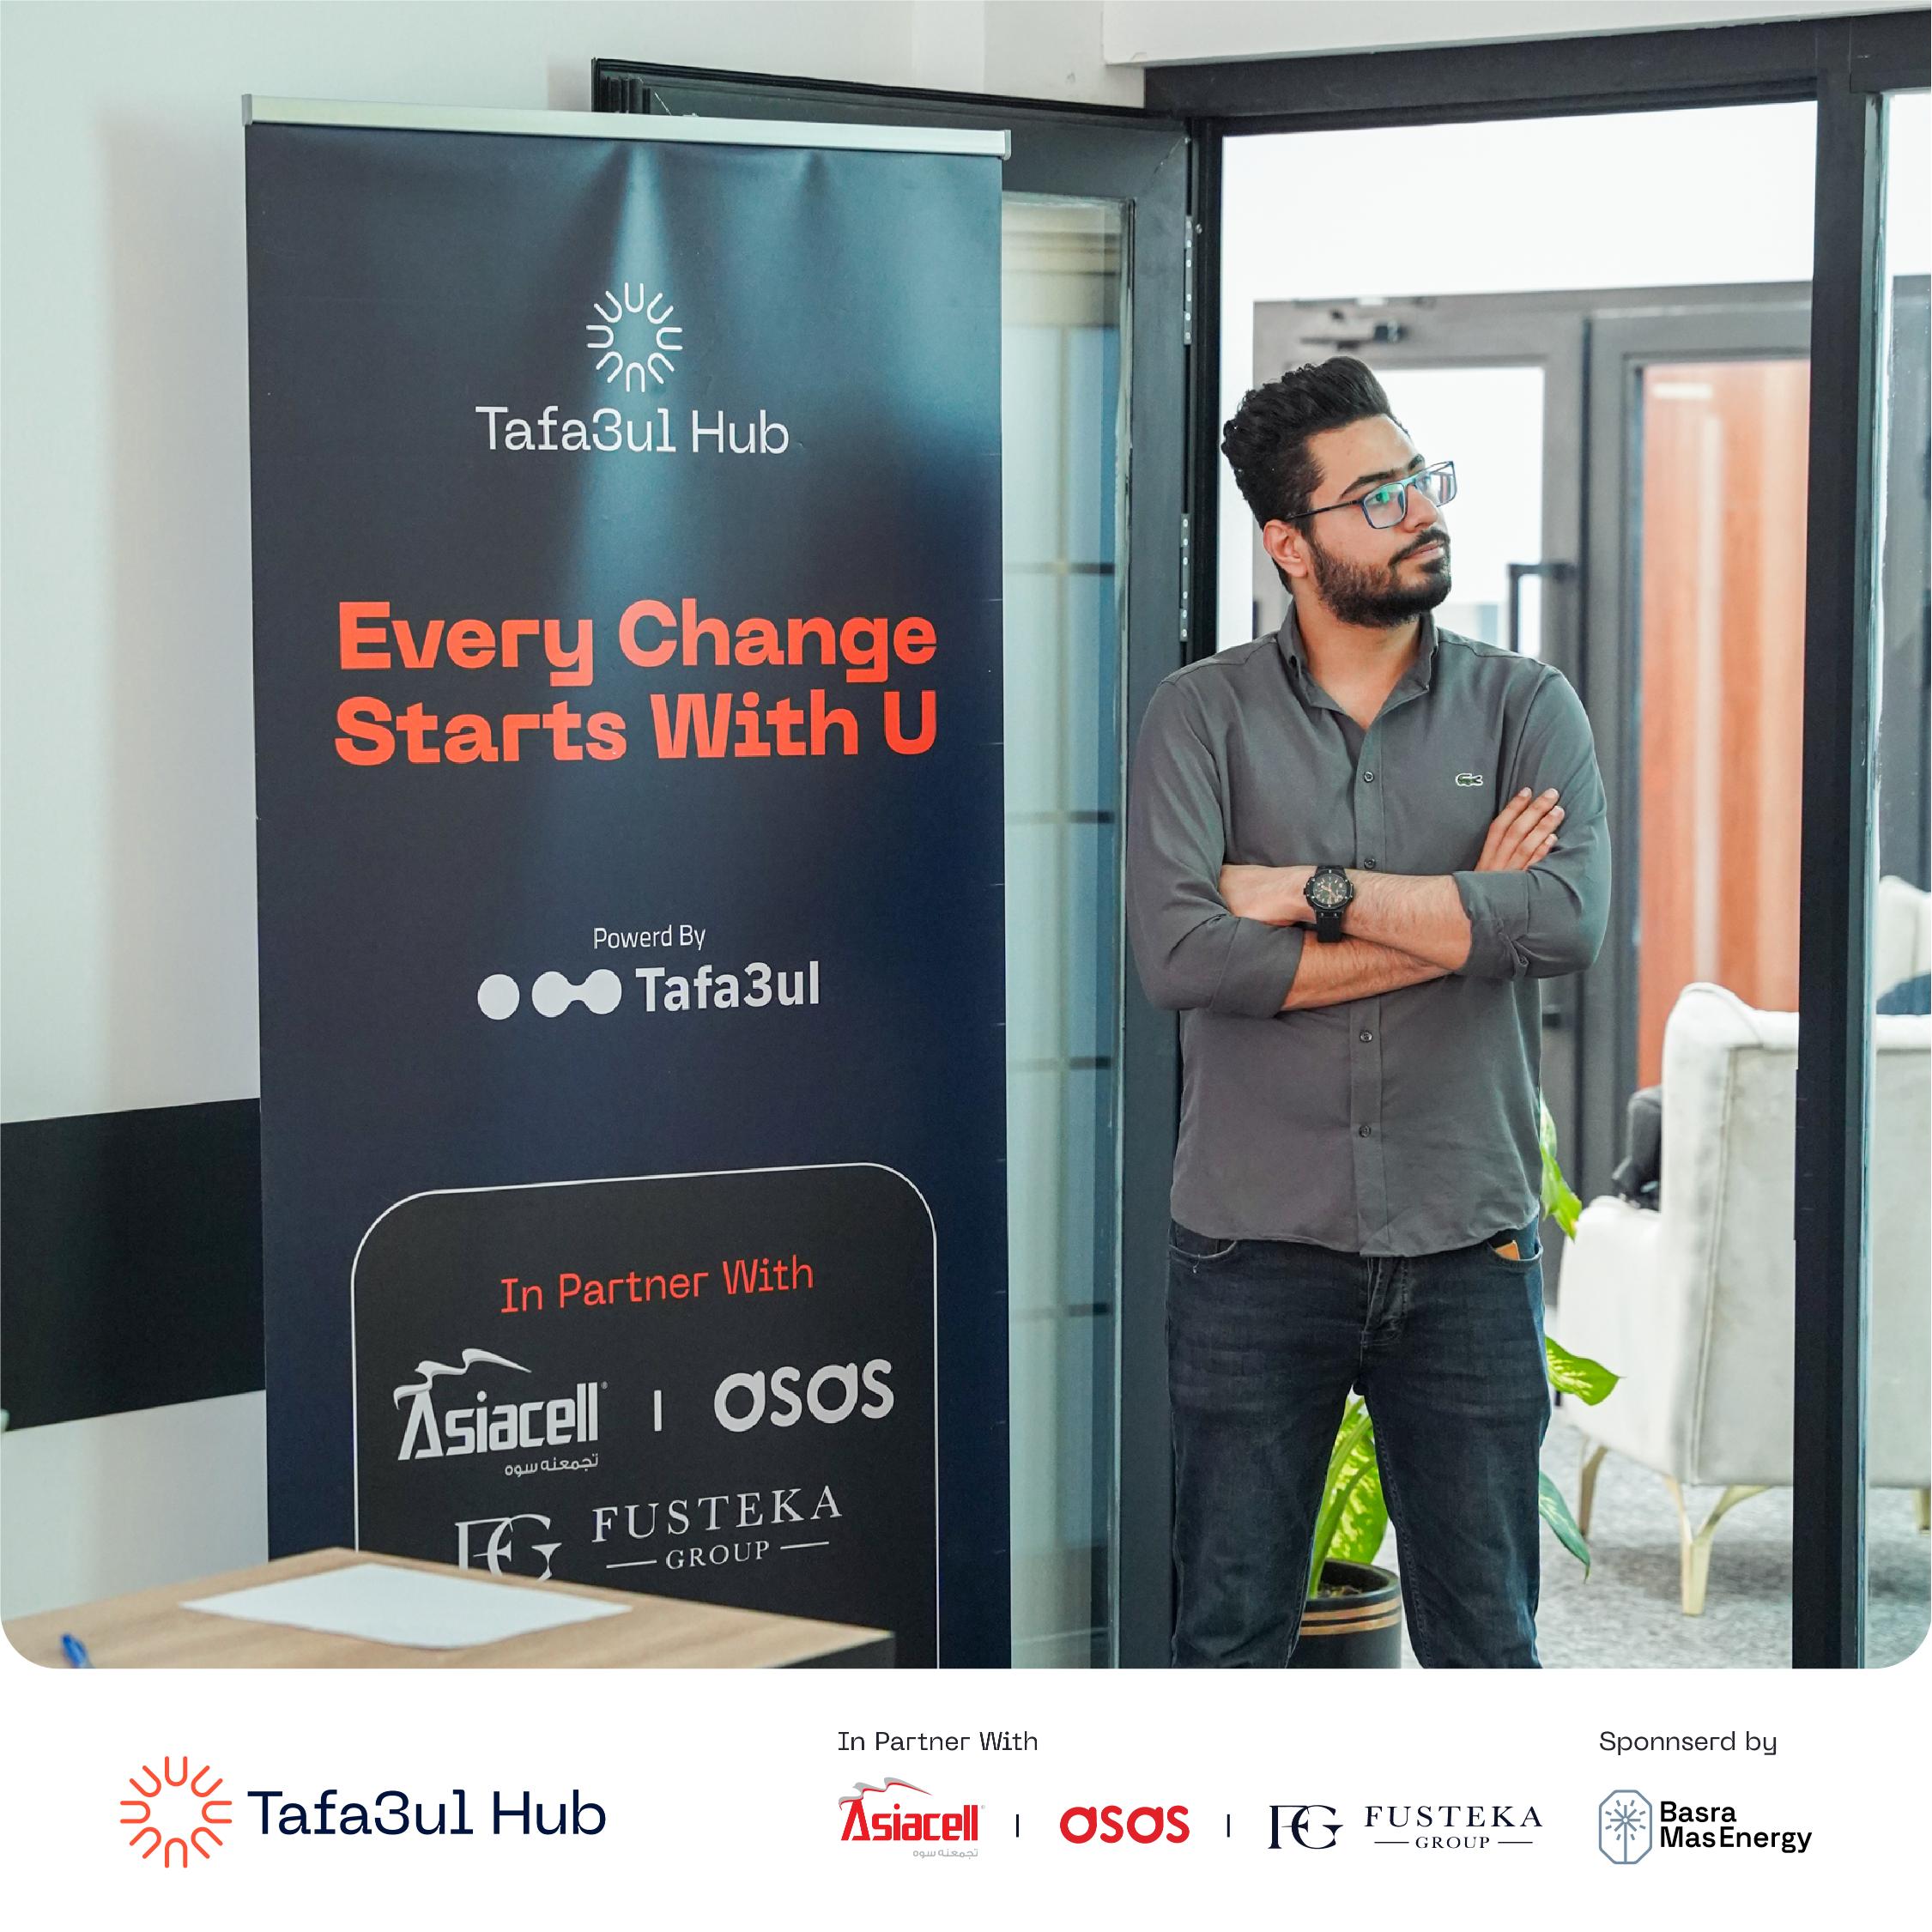 Tafa3ul Hub
Every Change
Starts With U
Powerd By
Tafa3ul
In Partner With
Asiacell
تجمعنه سوه
asas
FG FUSTEKA
GROUP
In Partner With
Sponnserd by
Tafa3ul Hub
Asiacell
تجمعنه سوه
asas
FG FUSTEKA
GROUP
Basra
MasEnergy